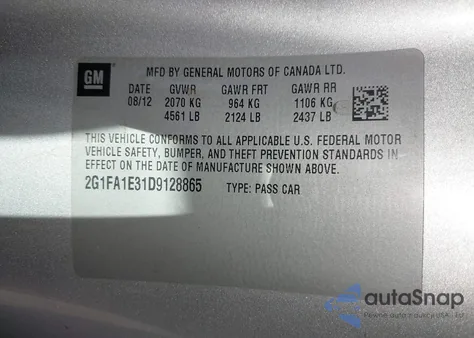 GM
MFD BY GENERAL MOTORS OF CANADA LTD.
DATE GVWR GAWR FRT GAWR RR
08/12 2070 KG 964 KG 1106 KG
4561 LB 2124 LB 2437 LB
THIS VEHICLE CONFORMS TO ALL APPLICABLE U.S. FEDERAL MOTOR
VEHICLE SAFETY, BUMPER, AND THEFT PREVENTION STANDARDS IN
EFFECT ON THE DATE OF MANUFACTURE SHOWN ABOVE.
2G1FA1E31D9128865 TYPE: PASS CAR
autaSnap